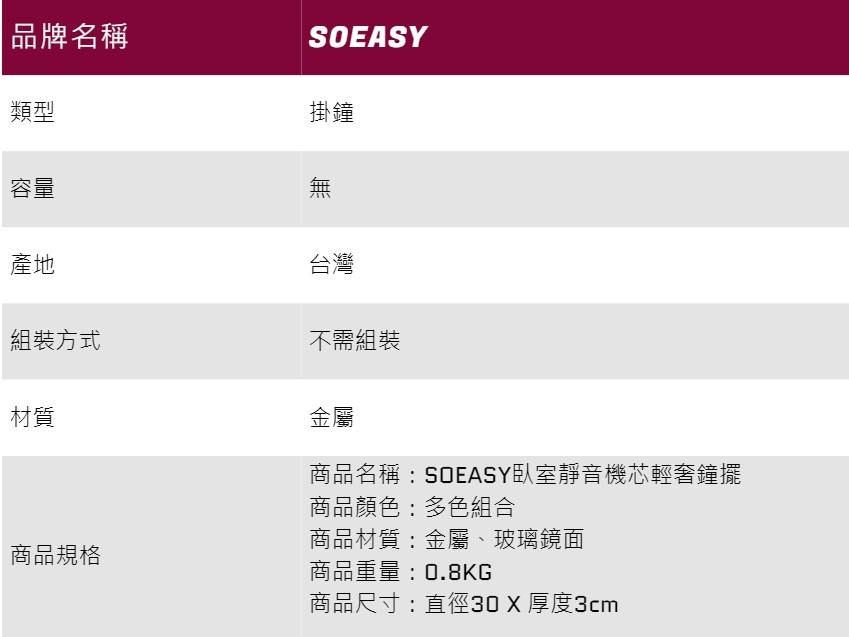 品牌名稱 SOEASY
類型 掛鐘
容量 無
產地 台灣
組裝方式 不需組裝
材質 金屬
商品規格
商品名稱：SOEASY臥室靜音機芯輕奢鐘擺
商品顏色：多色組合
商品材質：金屬、玻璃鏡面
商品重量：0.8KG
商品尺寸：直徑30 X 厚度3cm